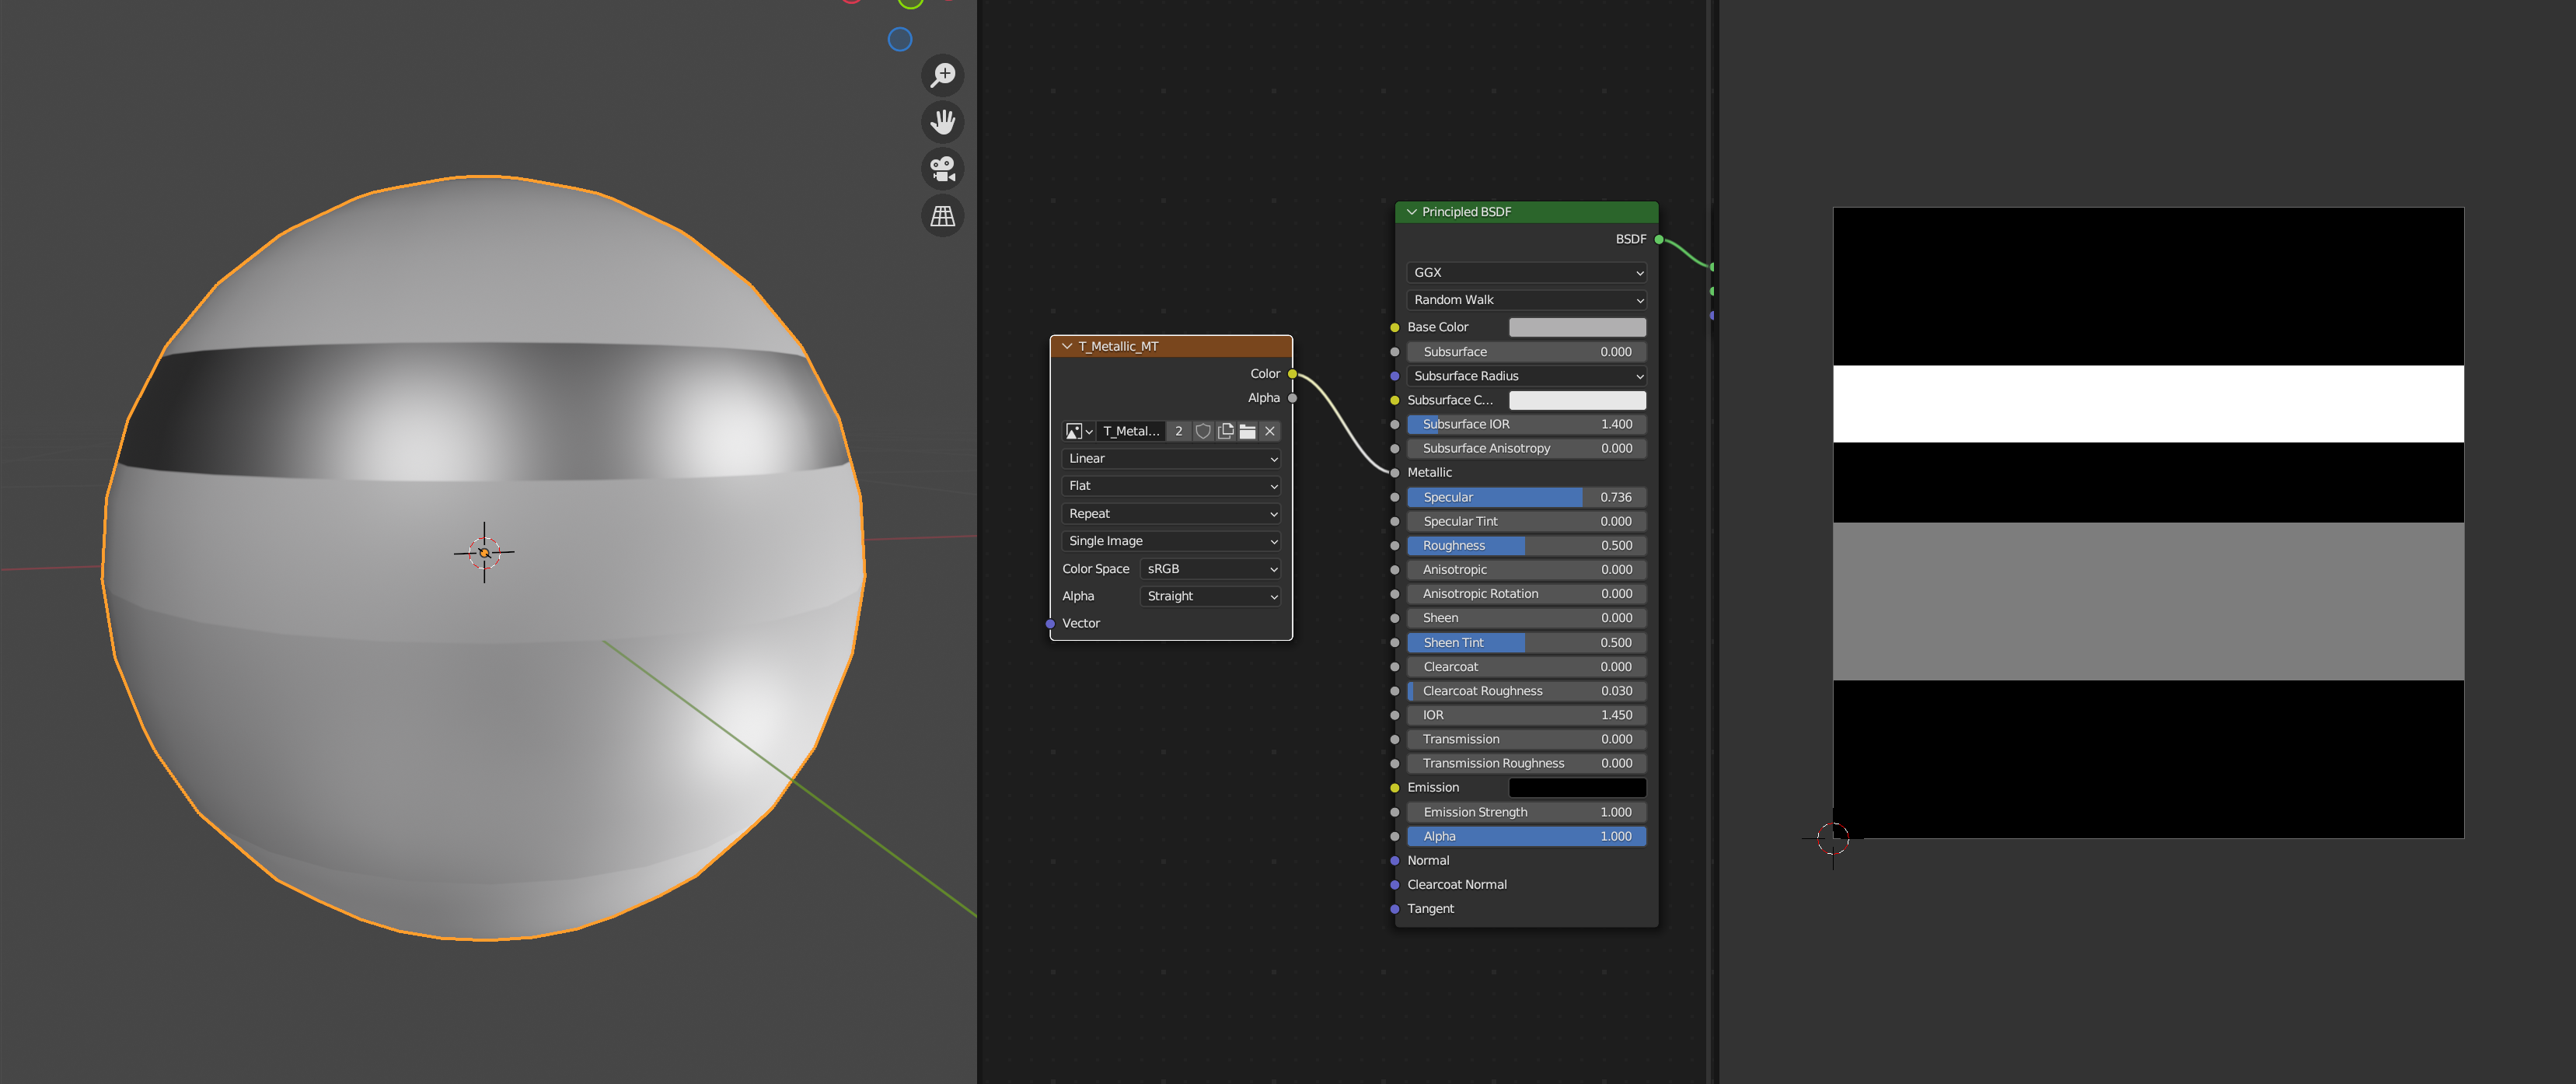 T_Metallic_MT
Color
Alpha
T_Metal...
2
Linear
Flat
Repeat
Single Image
Color Space
sRGB
Alpha
Straight
Vector
Principled BSDF
BSDF
GGX
Random Walk
Base Color
Subsurface 0.000
Subsurface Radius
Subsurface C...
Subsurface IOR 1.400
Subsurface Anisotropy 0.000
Metallic
Specular 0.736
Specular Tint 0.000
Roughness 0.500
Anisotropic 0.000
Anisotropic Rotation 0.000
Sheen 0.000
Sheen Tint 0.500
Clearcoat 0.000
Clearcoat Roughness 0.030
IOR 1.450
Transmission 0.000
Transmission Roughness 0.000
Emission
Emission Strength 1.000
Alpha 1.000
Normal
Clearcoat Normal
Tangent